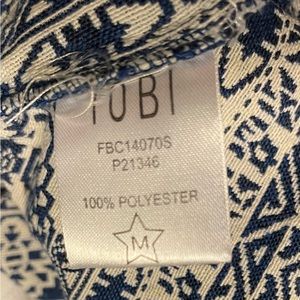 TOBI
FBC14070S
P21346
100% POLYESTER
M